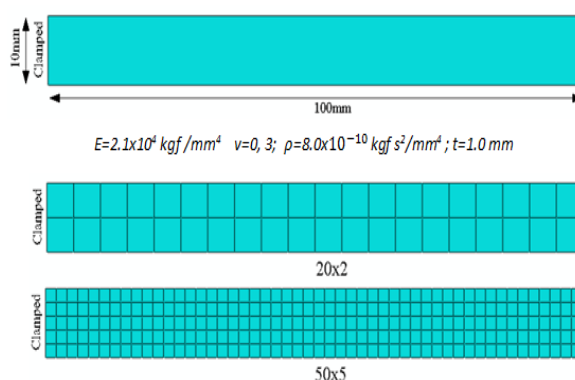 10mm
Clamped
100mm
E=2.1x10⁴ kgf/mm⁴ v=0, 3; ρ=8.0x10⁻¹⁰ kgf s²/mm⁴ ; t=1.0 mm
Clamped
20x2
Clamped
50x5